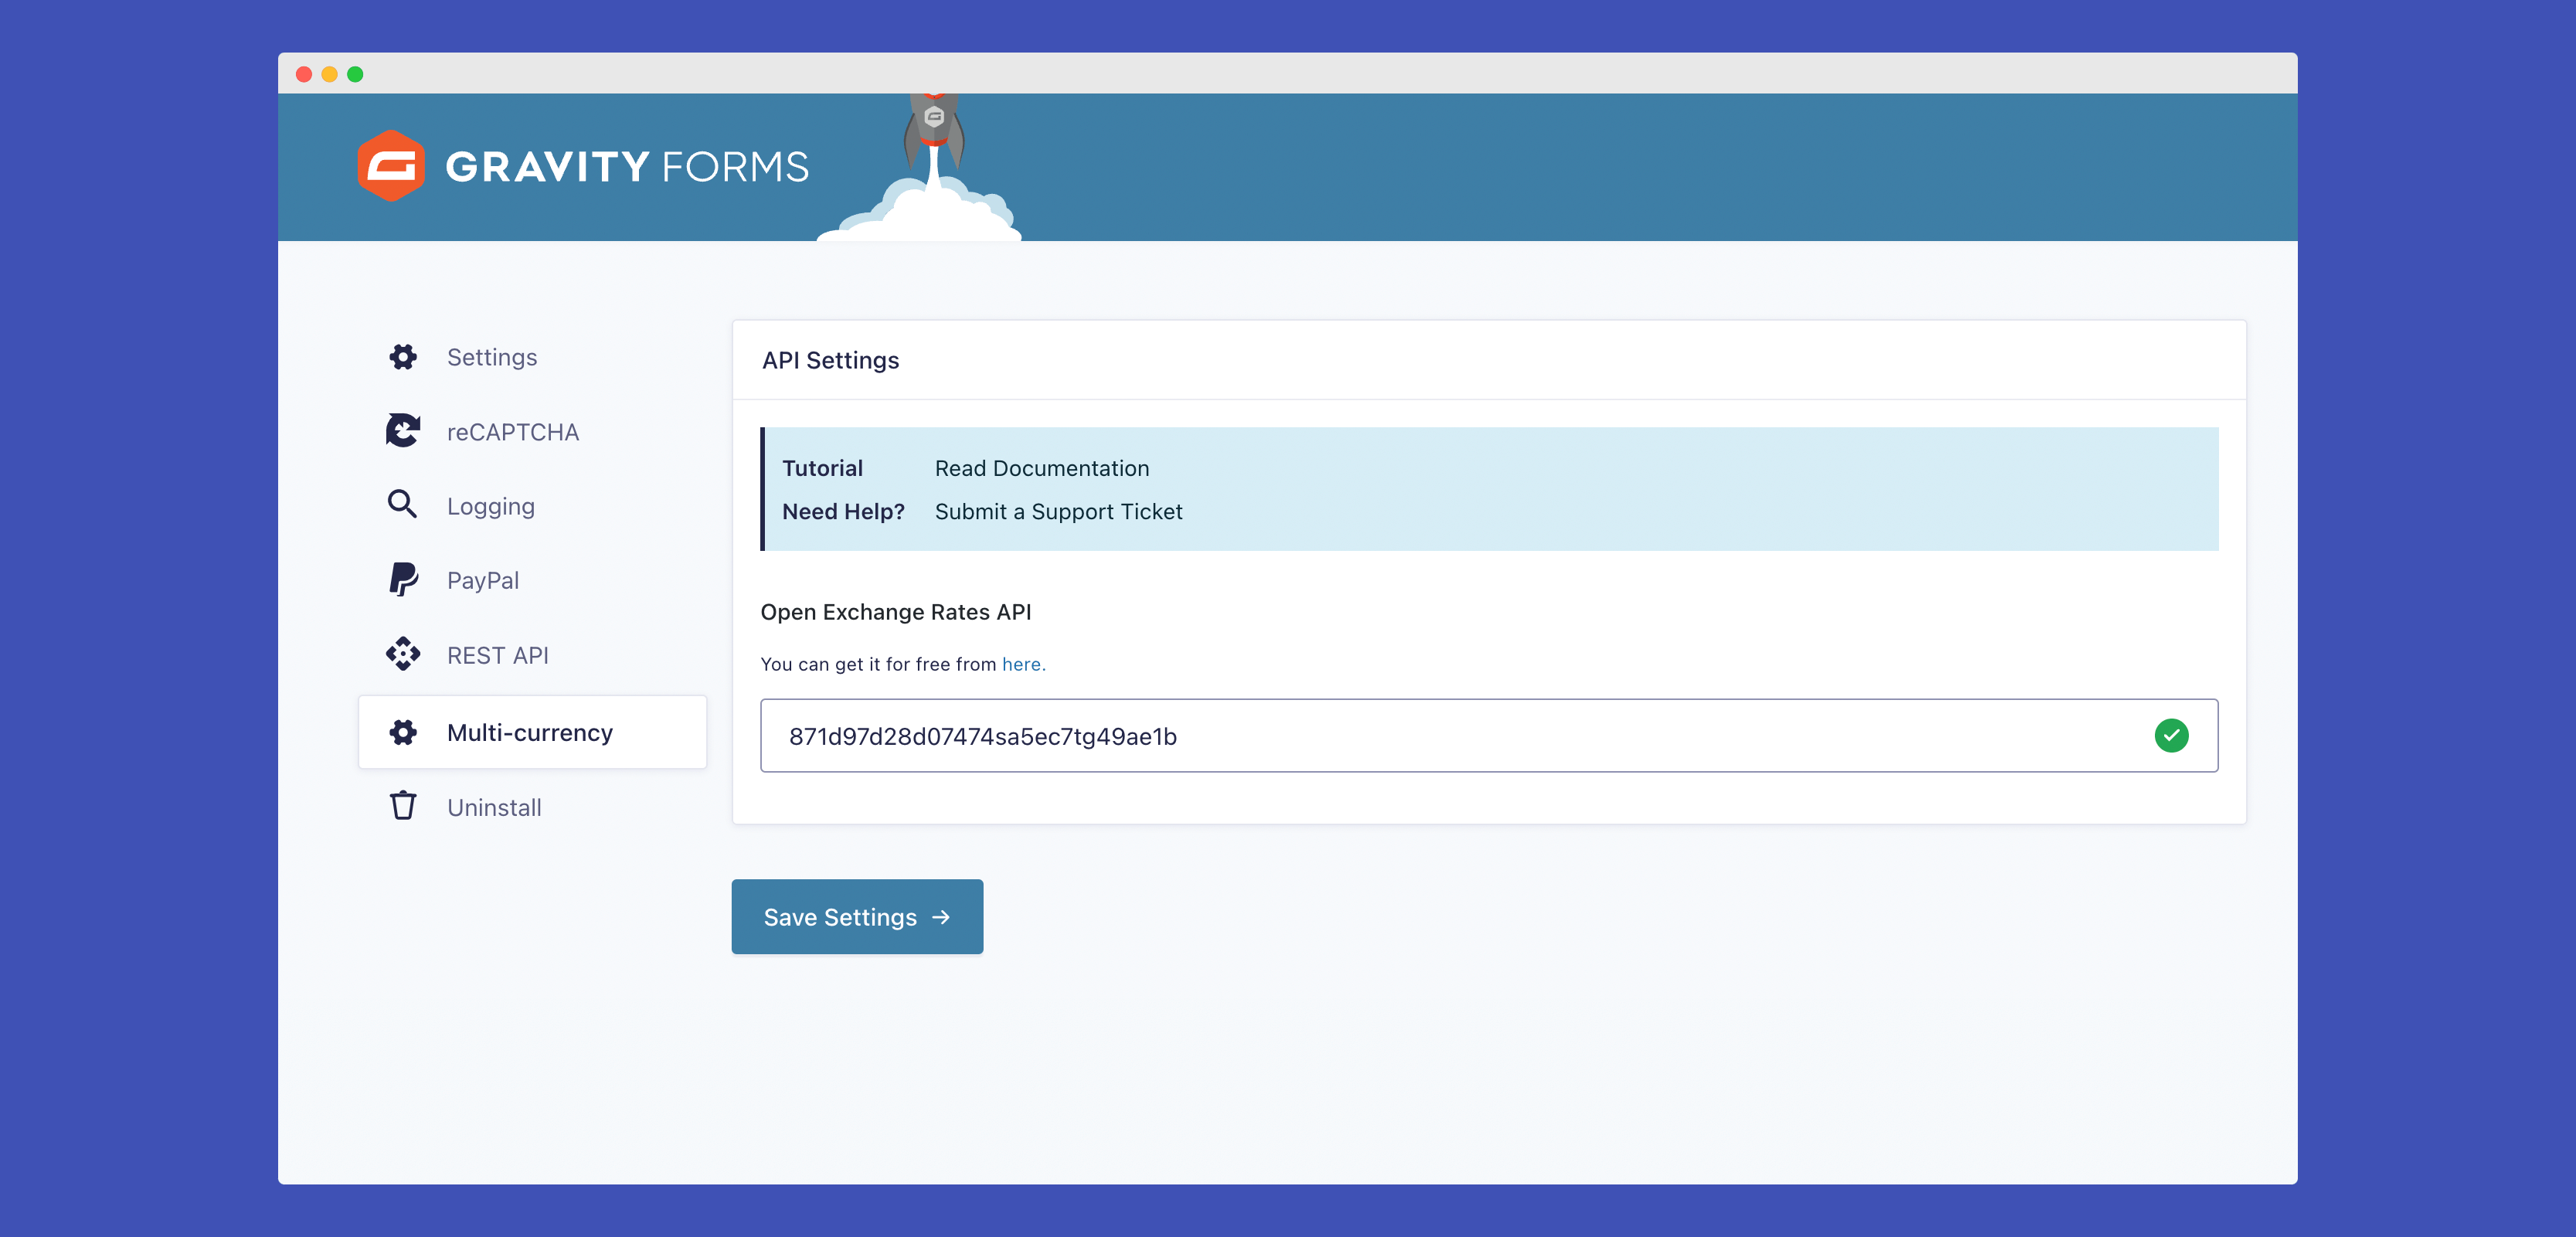 GRAVITY FORMS
Settings
reCAPTCHA
Logging
PayPal
REST API
Multi-currency
Uninstall
API Settings
Tutorial Read Documentation
Need Help? Submit a Support Ticket
Open Exchange Rates API
You can get it for free from here.
871d97d28d07474sa5ec7tg49ae1b
Save Settings →